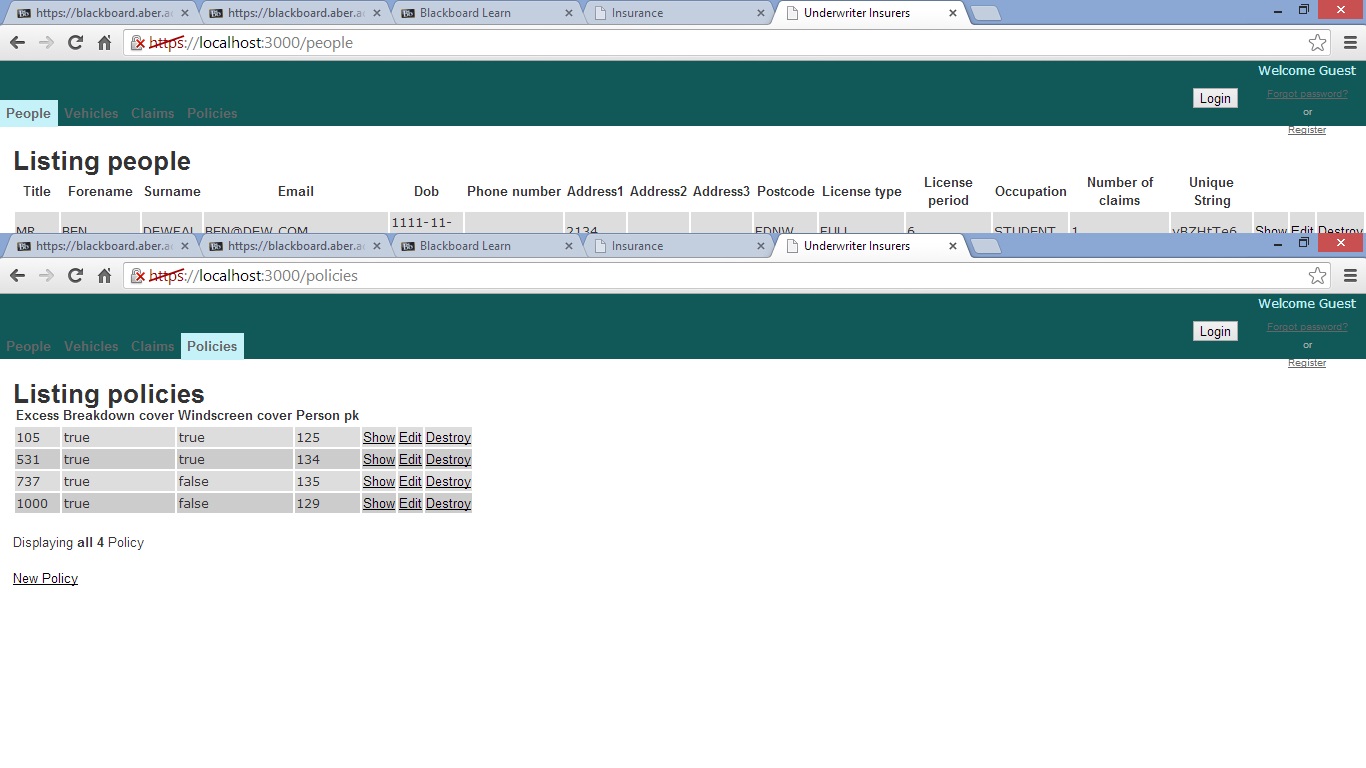 https://blackboard.aber.ac https://blackboard.aber.ac Blackboard Learn Insurance Underwriter Insurers
https://localhost:3000/people
Welcome Guest
Login Forgot password?
or
People Vehicles Claims Policies
Register
Listing people
Title Forename Surname Email Dob Phone number Address1 Address2 Address3 Postcode License type License period Occupation Number of claims Unique String
MR BEN DEWEAL BEN@DEW.COM 1111-11- 2134 EDNW FULL 6 STUDENT 1 yBZHtTe6 Show Edit Destroy
https://blackboard.aber.ac https://blackboard.aber.ac Blackboard Learn Insurance Underwriter Insurers
https://localhost:3000/policies
Welcome Guest
Login Forgot password?
or
People Vehicles Claims Policies
Register
Listing policies
Excess Breakdown cover Windscreen cover Person pk
105 true true 125 Show Edit Destroy
531 true true 134 Show Edit Destroy
737 true false 135 Show Edit Destroy
1000 true false 129 Show Edit Destroy
Displaying all 4 Policy
New Policy